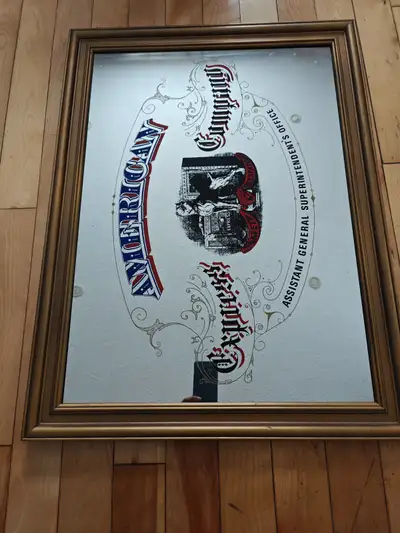 AMERICAN
Express Company
ASSISTANT GENERAL SUPERINTENDENT'S OFFICE